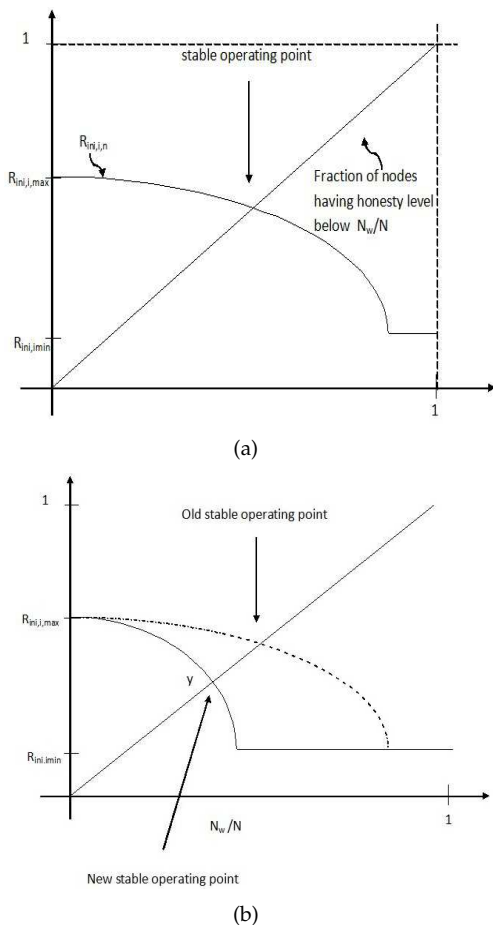 1
stable operating point
R_ini,i,n
R_ini,i,max
Fraction of nodes
having honesty level
below N_w/N
R_ini,imin
1
(a)
1
Old stable operating point
R_ini,i,max
y
R_ini.imin
N_w/N
1
New stable operating point
(b)